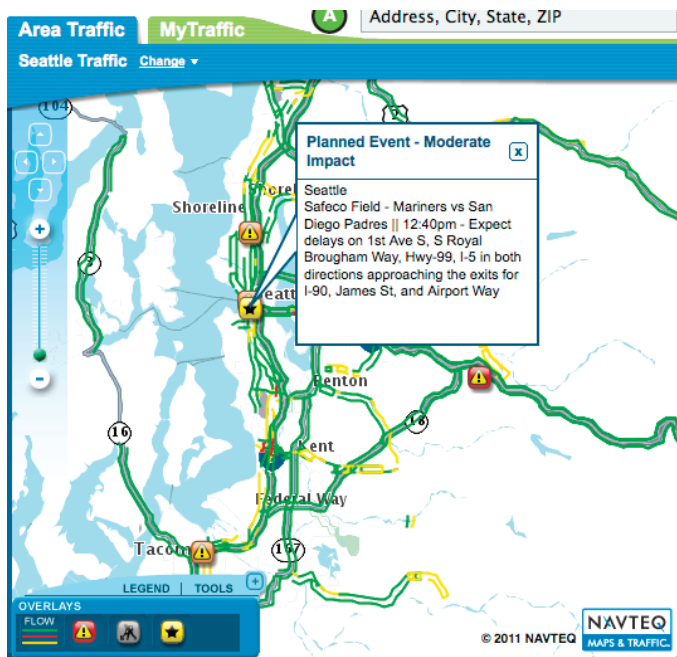 Area Traffic
MyTraffic
A
Address, City, State, ZIP
Seattle Traffic Change
104
Planned Event - Moderate
Impact
x
Seattle
Safeco Field - Mariners vs San
Diego Padres || 12:40pm - Expect
delays on 1st Ave S, S Royal
Brougham Way, Hwy-99, I-5 in both
directions approaching the exits for
I-90, James St, and Airport Way
Shoreline
3
Renton
16
18
Kent
Federal Way
Tacom
167
LEGEND | TOOLS
OVERLAYS
FLOW
© 2011 NAVTEQ
NAVTEQ
MAPS & TRAFFIC